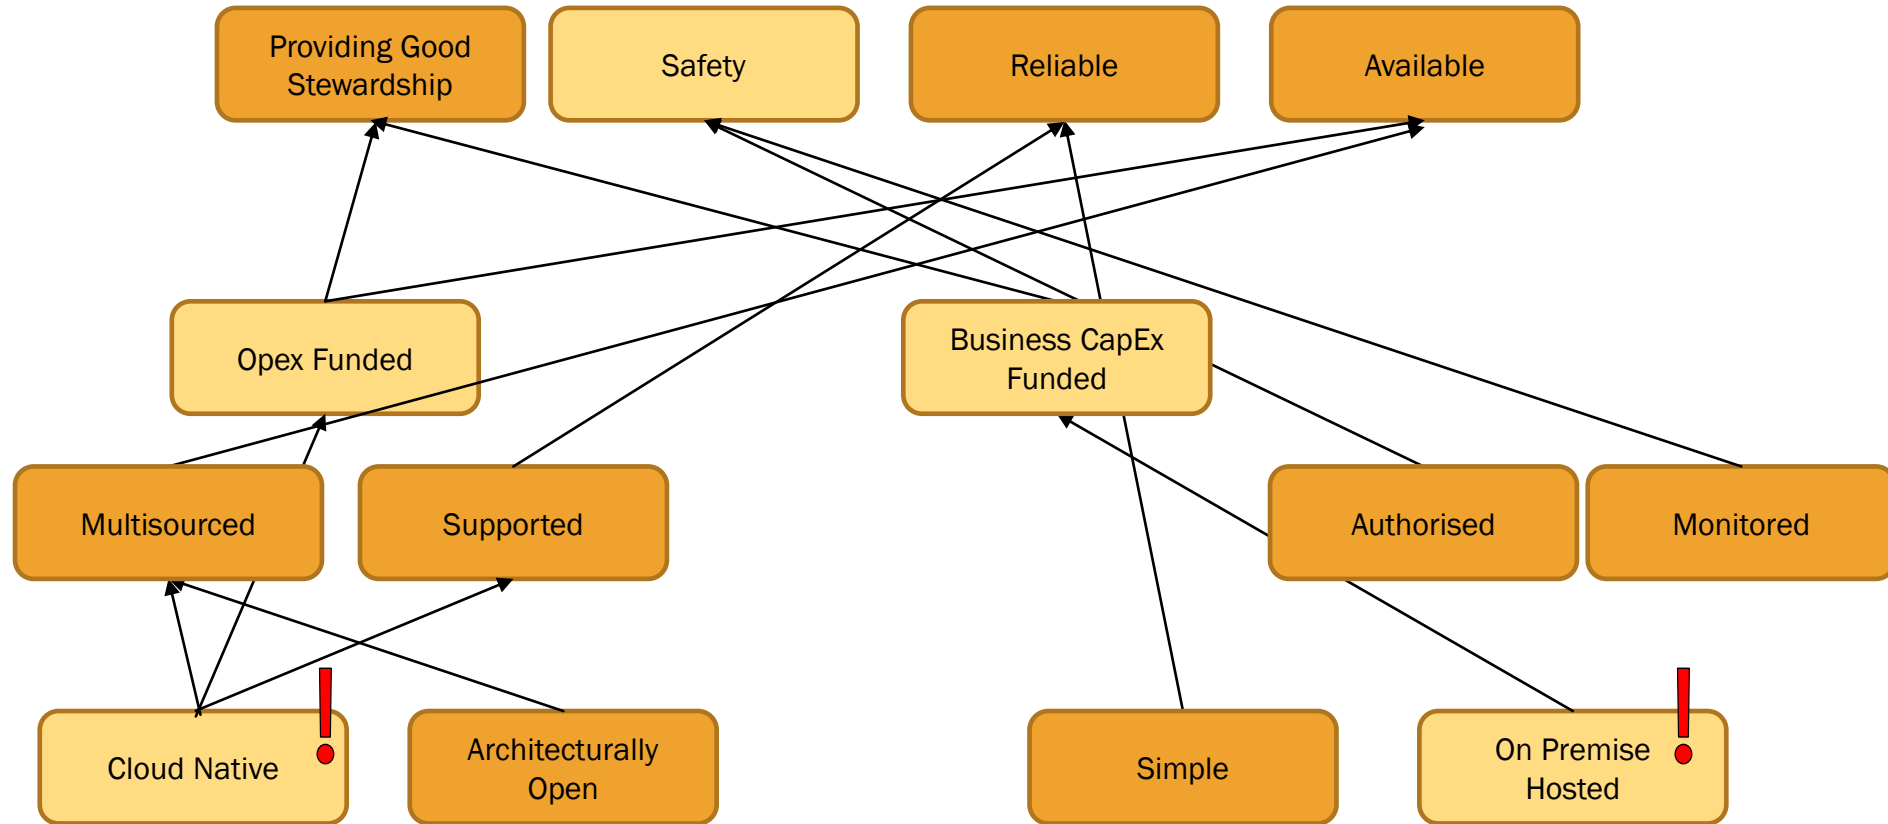 Providing Good
Stewardship
Safety
Reliable
Available
Opex Funded
Business CapEx
Funded
Multisourced
Supported
Authorised
Monitored
Cloud Native
Architecturally
Open
Simple
On Premise
Hosted